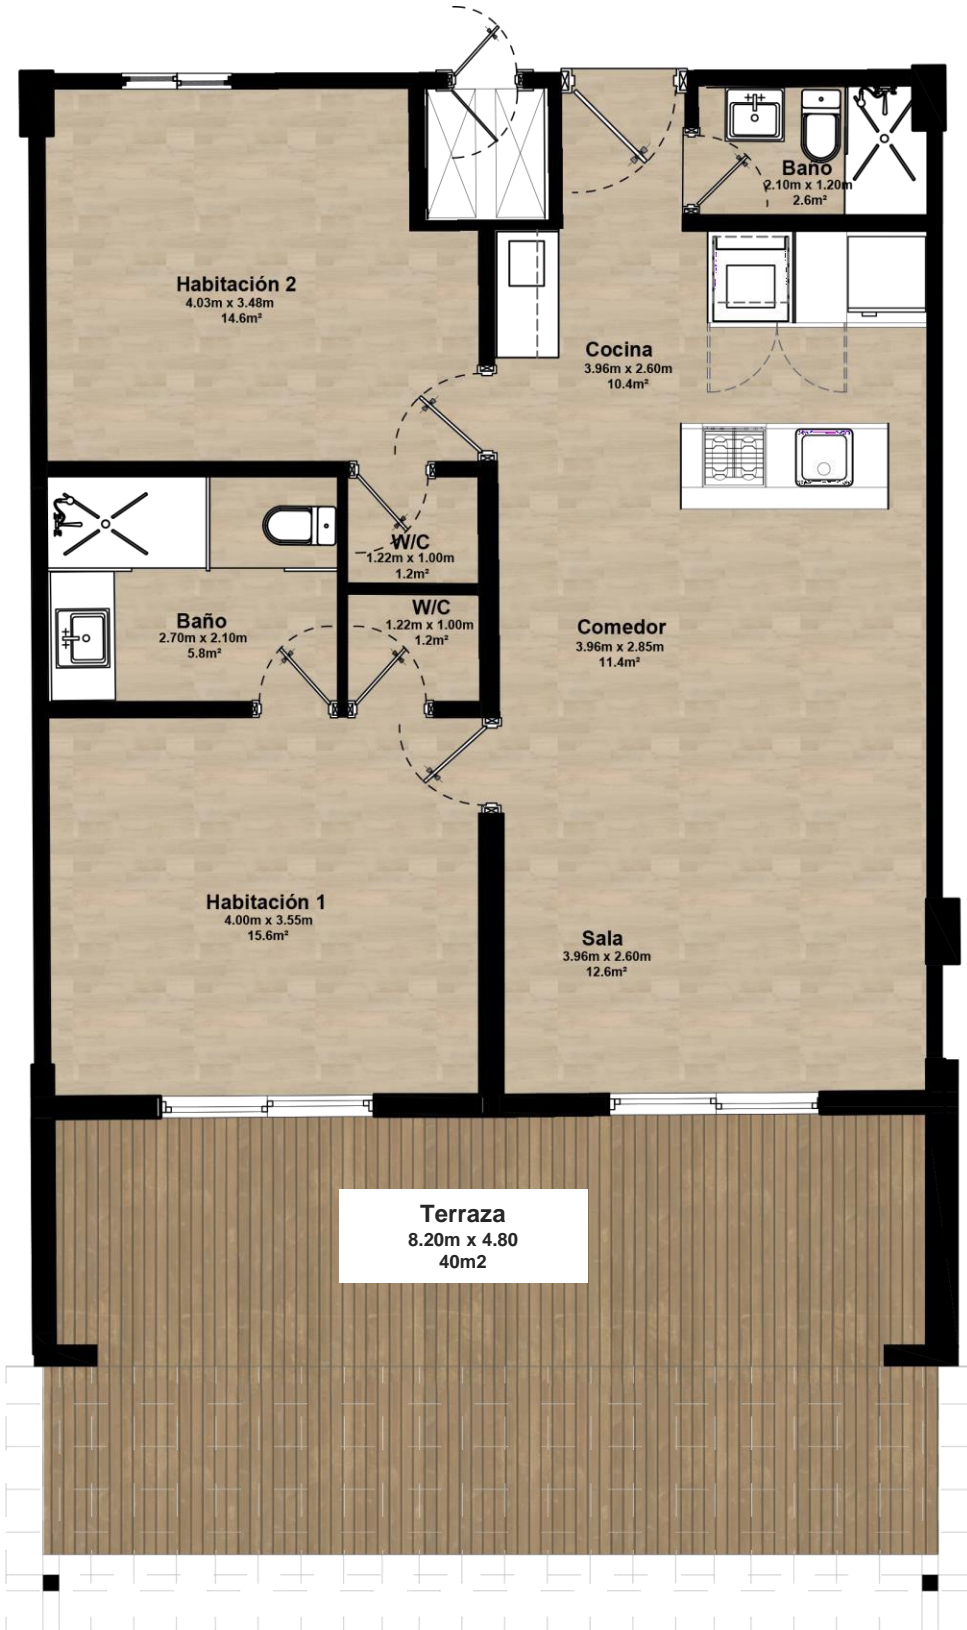 Baño
2.10m x 1.20m
2.6m²
Habitación 2
4.03m x 3.48m
14.6m²
Cocina
3.96m x 2.60m
10.4m²
W/C
1.22m x 1.00m
1.2m²
W/C
1.22m x 1.00m
1.2m²
Baño
2.70m x 2.10m
5.8m²
Comedor
3.96m x 2.85m
11.4m²
Habitación 1
4.00m x 3.55m
15.6m²
Sala
3.96m x 2.60m
12.6m²
Terraza
8.20m x 4.80
40m2